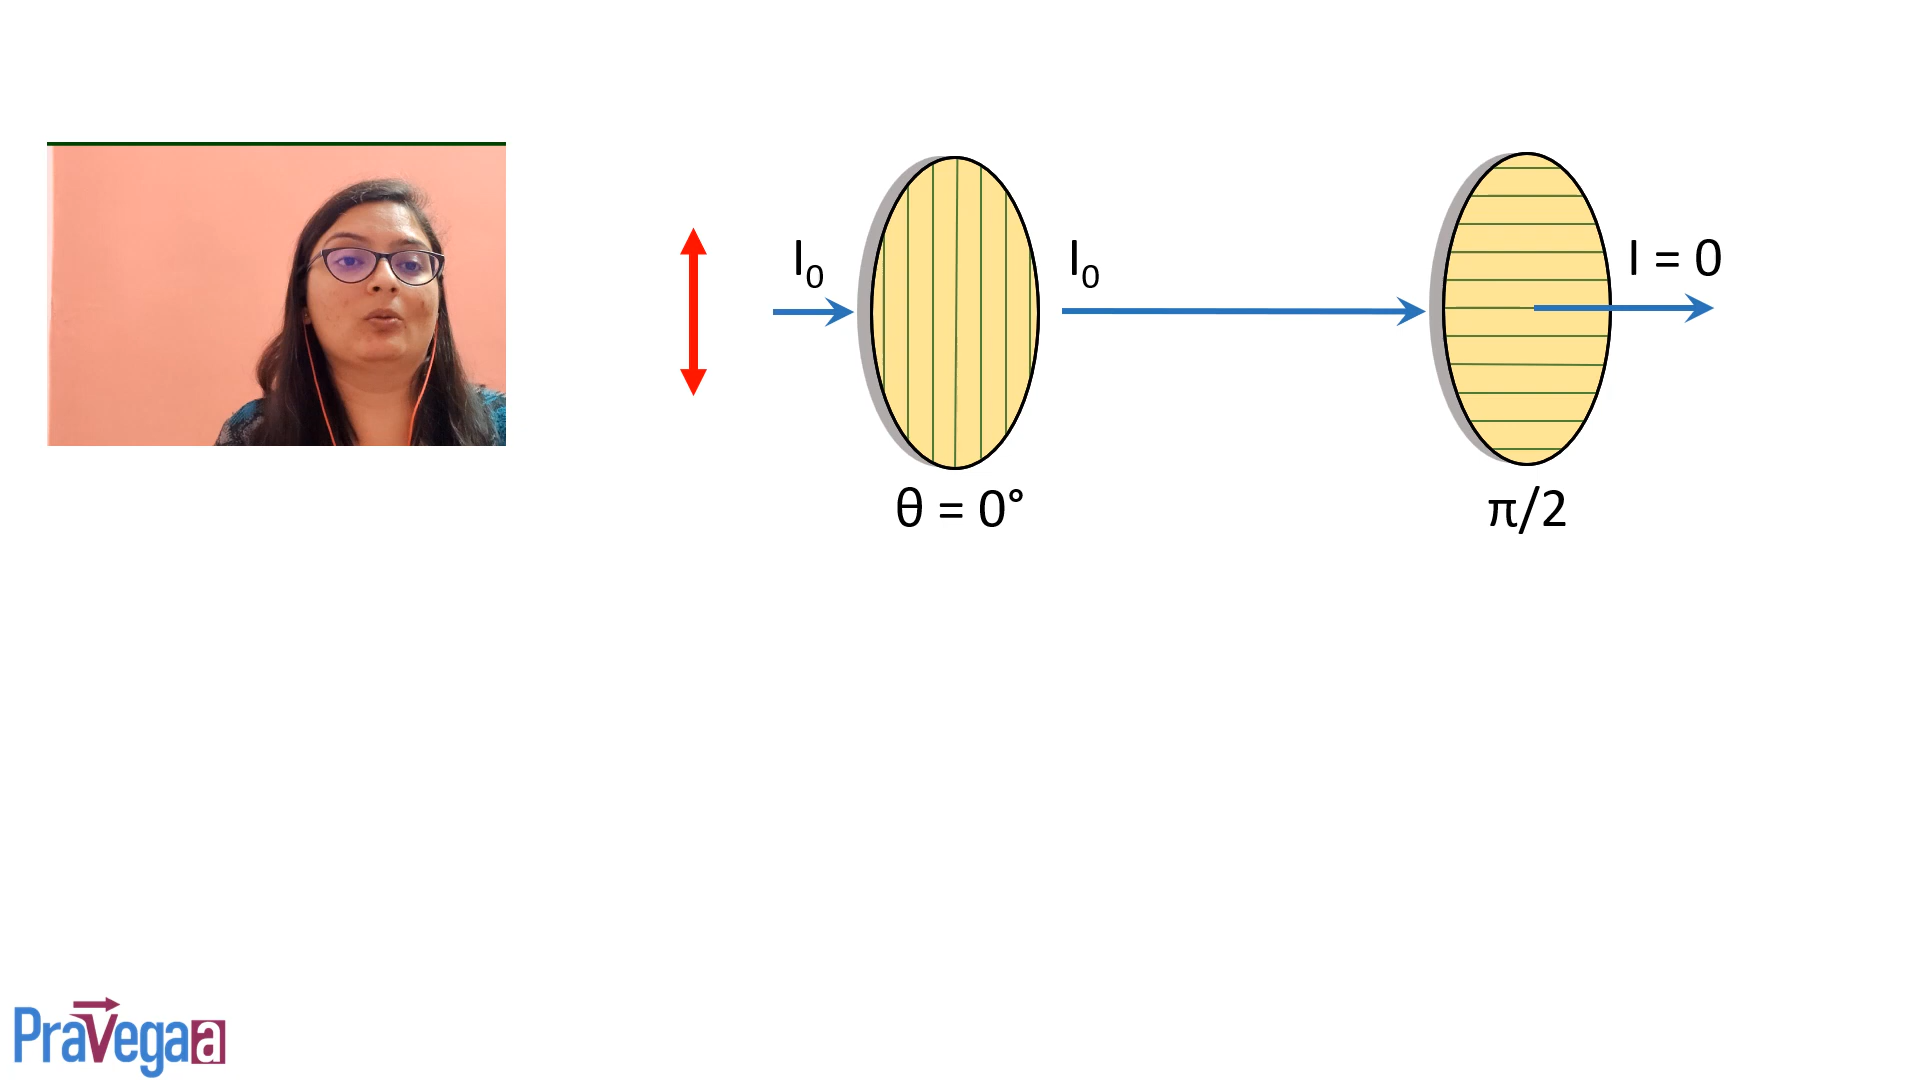 I₀
I₀
I = 0
θ = 0°
π/2
PraVegaa